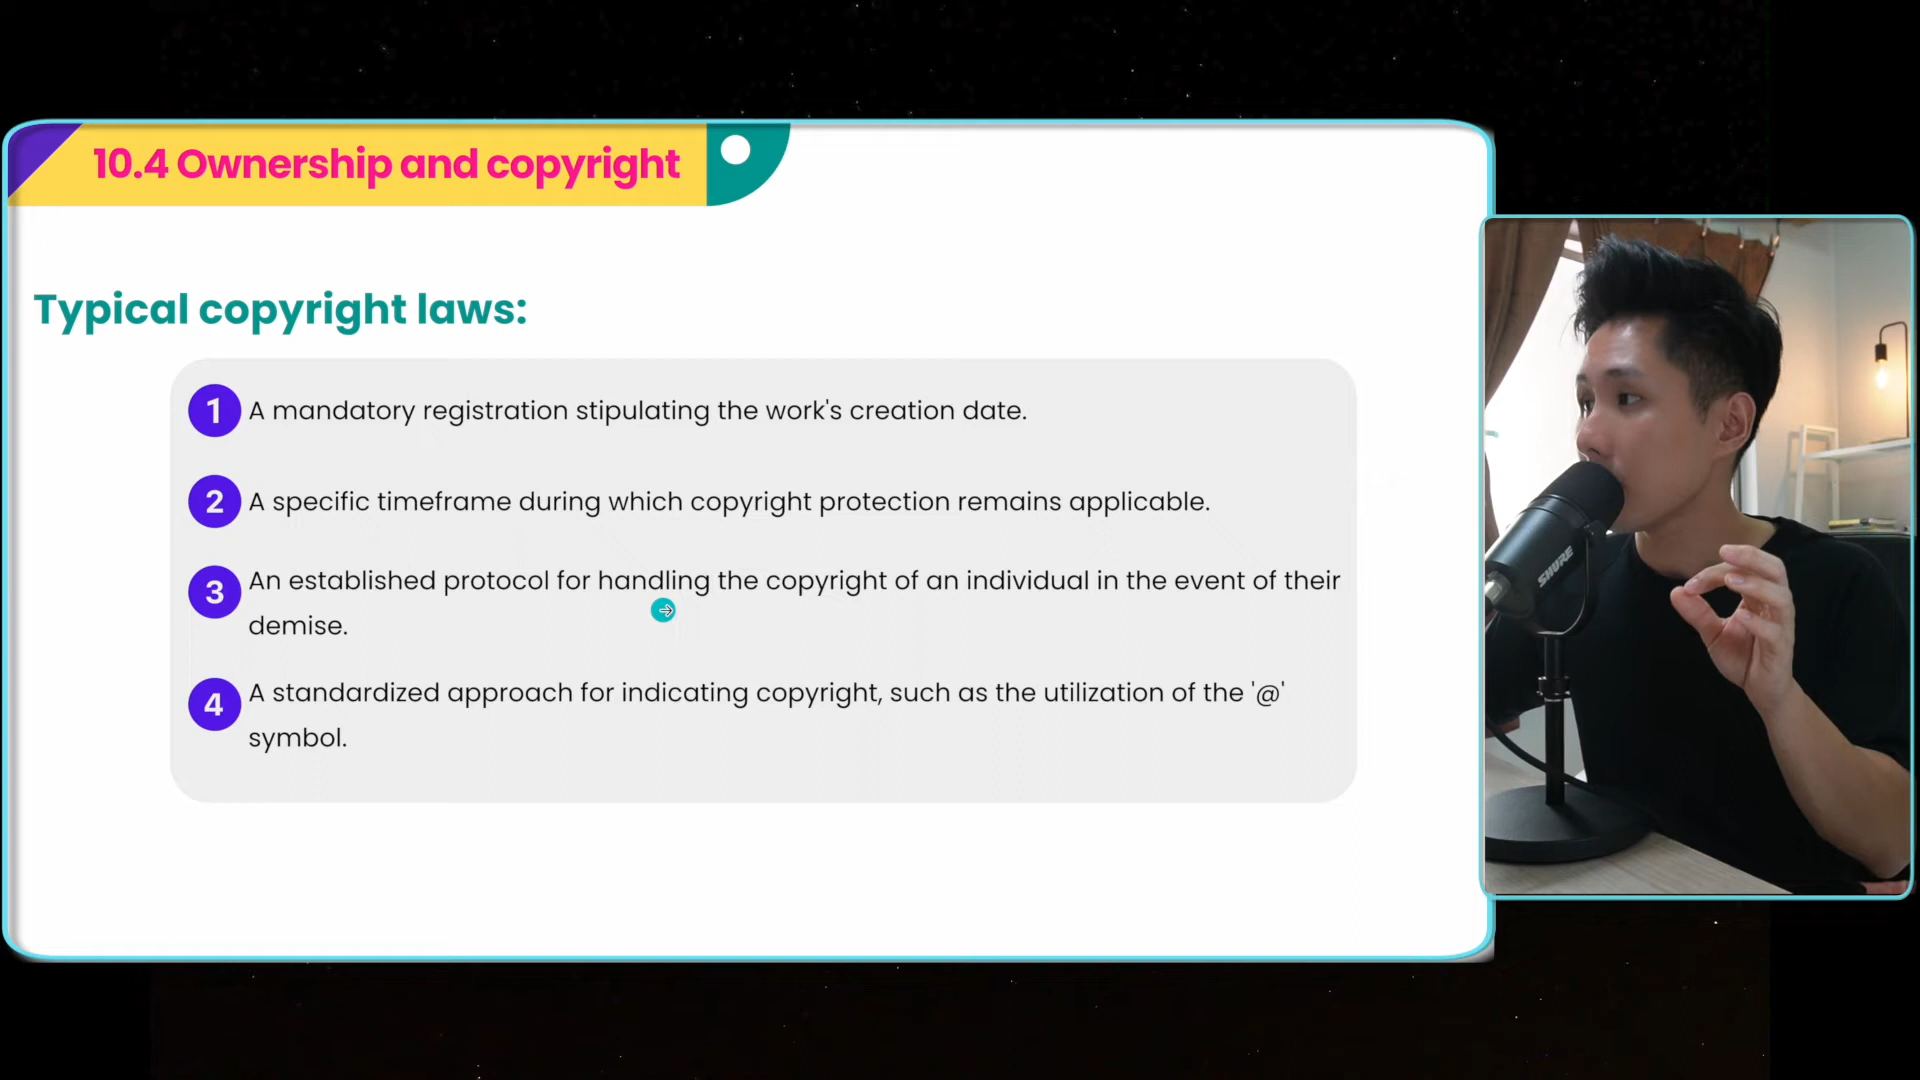 10.4 Ownership and copyright
Typical copyright laws:
1 A mandatory registration stipulating the work's creation date.
2 A specific timeframe during which copyright protection remains applicable.
3 An established protocol for handling the copyright of an individual in the event of their
demise.
4 A standardized approach for indicating copyright, such as the utilization of the '@'
symbol.
SHURE